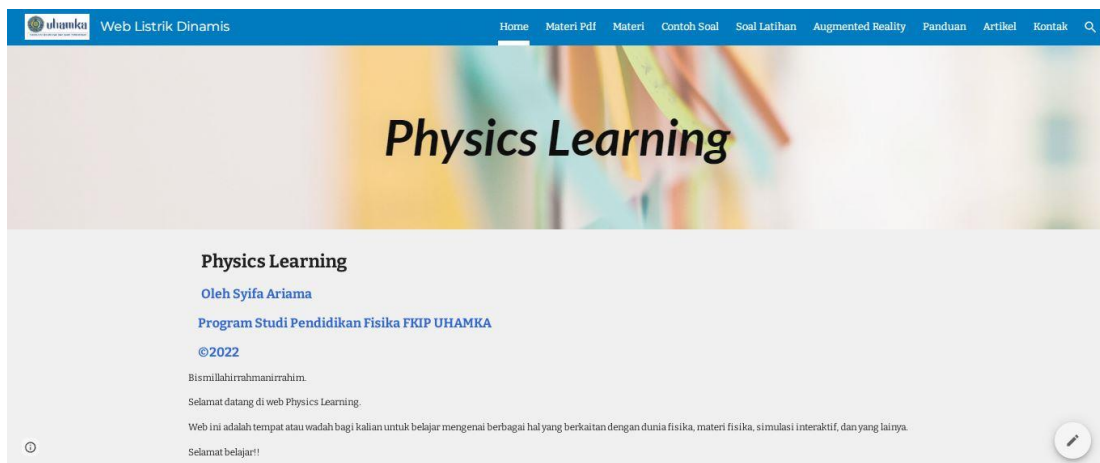 uhamka
Web Listrik Dinamis
Home Materi Pdf Materi Contoh Soal Soal Latihan Augmented Reality Panduan Artikel Kontak
Physics Learning
Physics Learning
Oleh Syifa Ariama
Program Studi Pendidikan Fisika FKIP UHAMKA
©2022
Bismillahirrahmanirrahim.
Selamat datang di web Physics Learning.
Web ini adalah tempat atau wadah bagi kalian untuk belajar mengenai berbagai hal yang berkaitan dengan dunia fisika, materi fisika, simulasi interaktif, dan yang lainya.
Selamat belajar!!